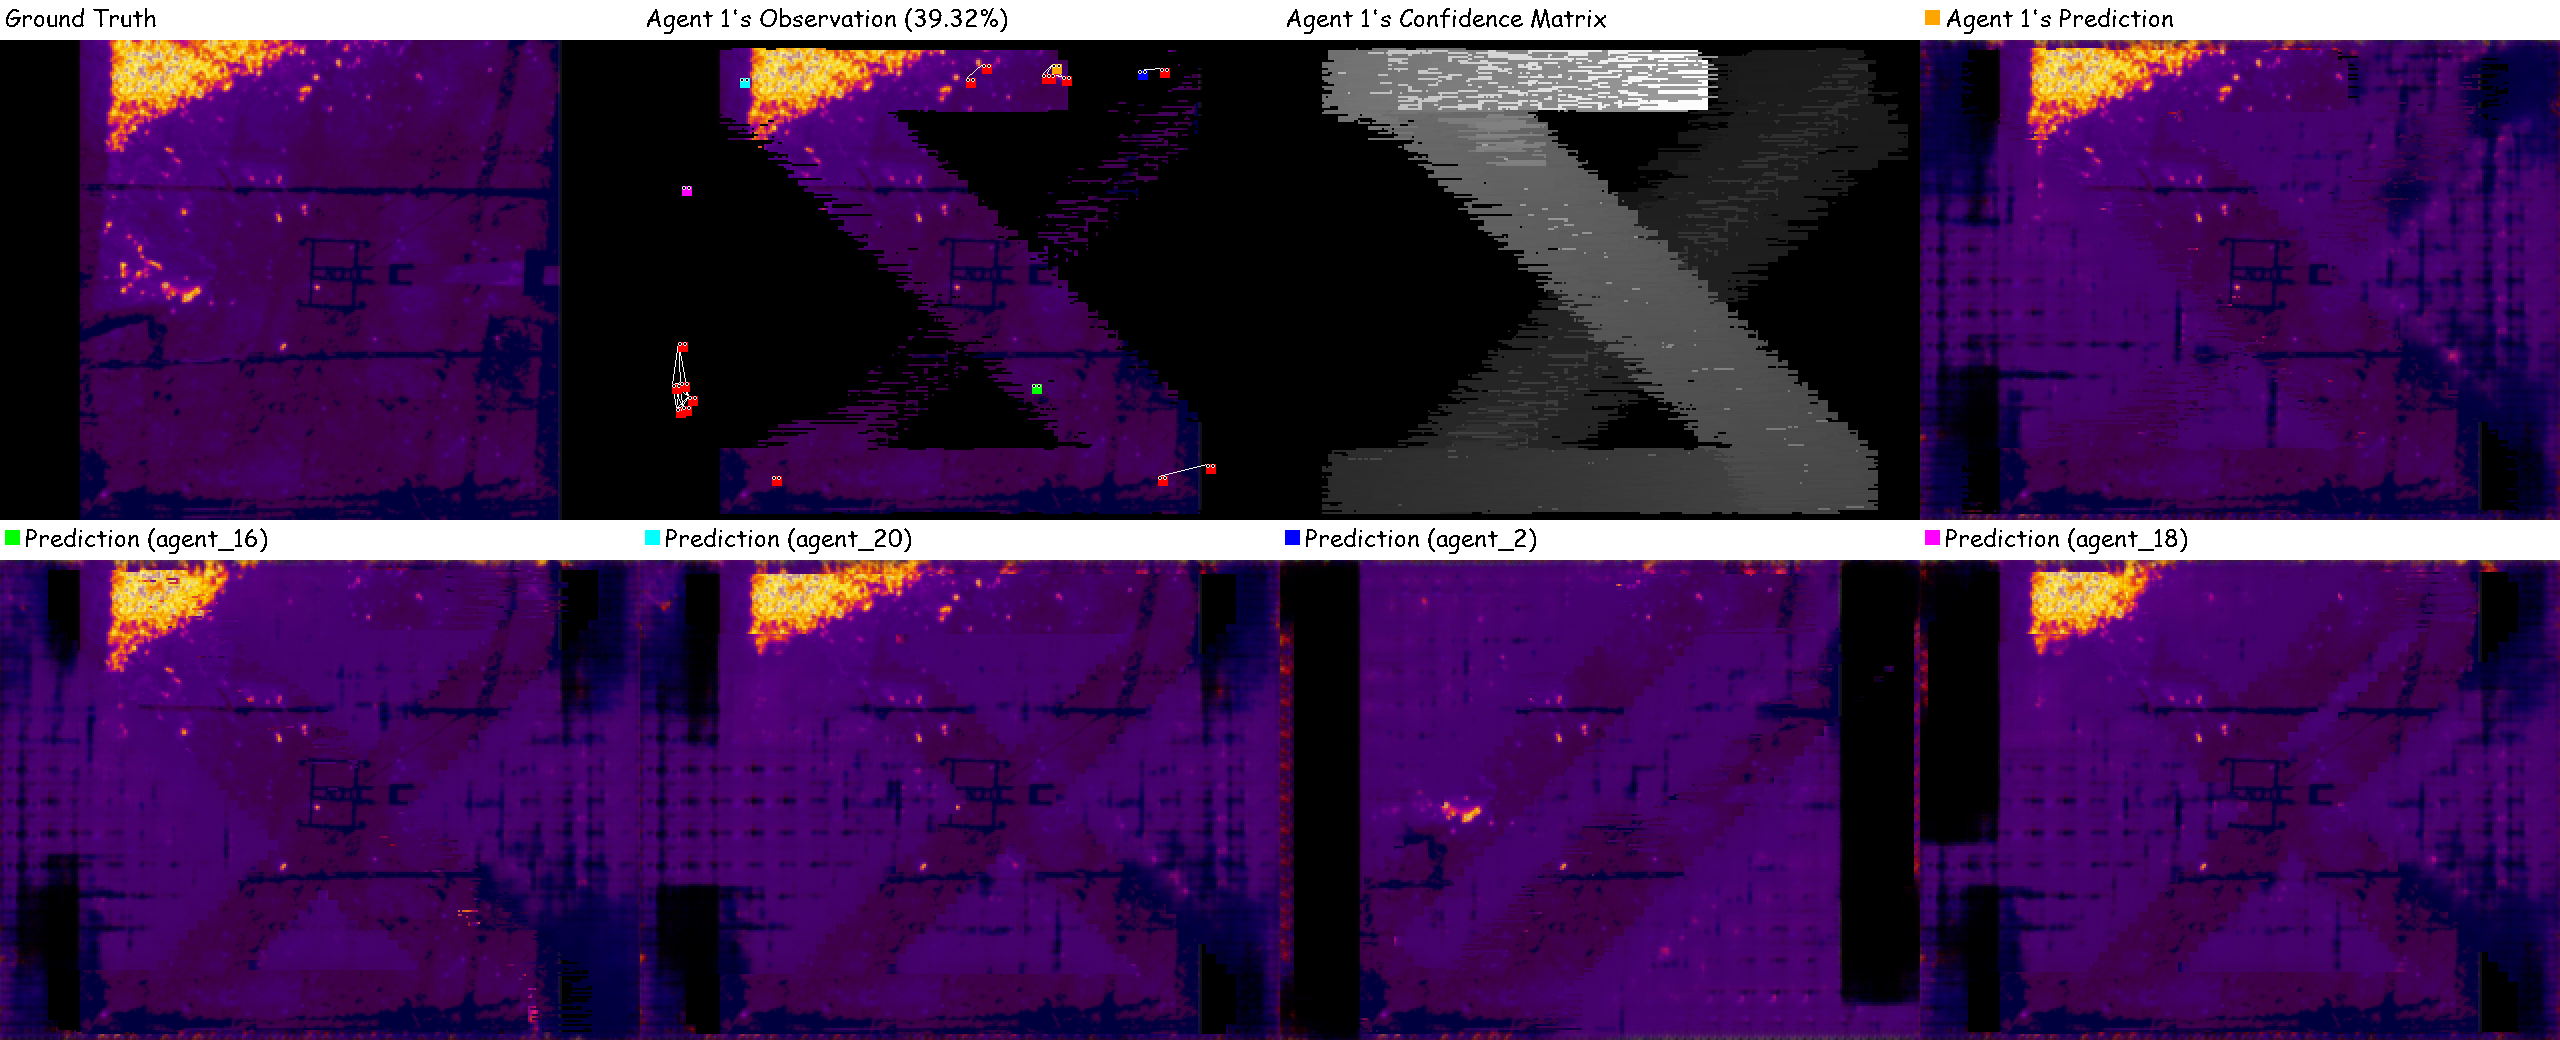 Ground Truth
Agent 1's Observation (39.32%)
Agent 1's Confidence Matrix
Agent 1's Prediction
Prediction (agent_16)
Prediction (agent_20)
Prediction (agent_2)
Prediction (agent_18)